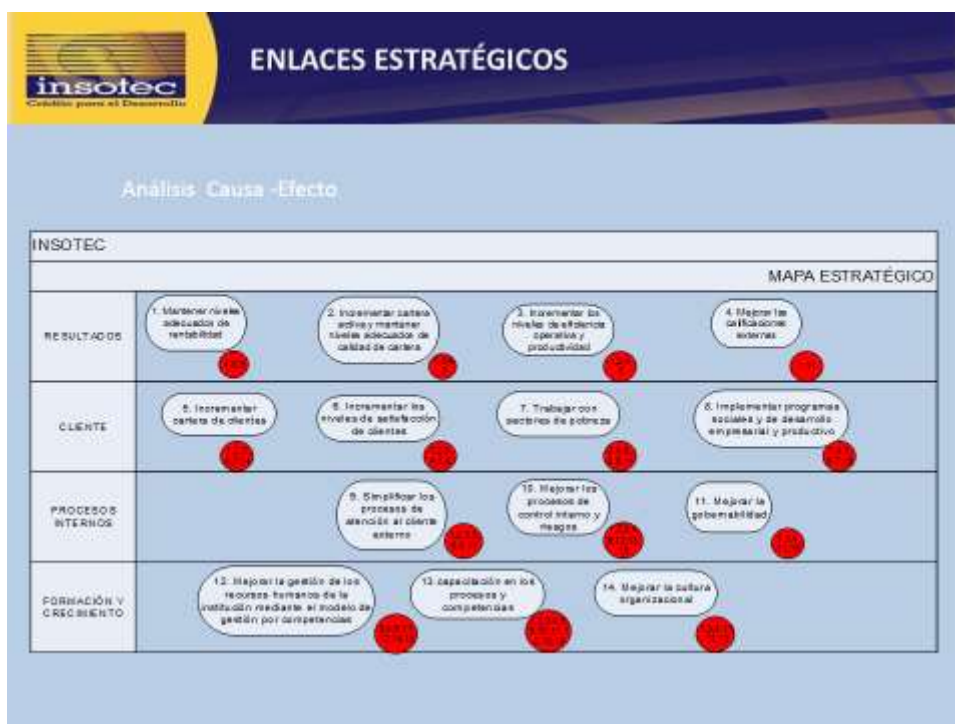 insotec
Crédito para el Desarrollo
ENLACES ESTRATÉGICOS
Análisis Causa -Efecto
INSOTEC
MAPA ESTRATÉGICO
RESULTADOS
1. Mantener niveles
adecuados de
rentabilidad
2. Incrementar cartera
activa y mantener
niveles adecuados de
calidad de cartera
3. Incrementar los
niveles de eficiencia
operativa y
productividad
4. Mejorar las
calificaciones
externas
CLIENTE
5. Incrementar
cartera de clientes
6. Incrementar los
niveles de satisfacción
de clientes
7. Trabajar con
sectores de pobreza
8. Implementar programas
sociales y de desarrollo
empresarial y productivo
PROCESOS
INTERNOS
9. Simplificar los
procesos de
atención al cliente
externo
10. Mejorar los
procesos de
control interno y
riesgos
11. Mejorar la
gobernabilidad
FORMACIÓN Y
CRECIMIENTO
12. Mejorar la gestión de los
recursos humanos de la
institución mediante el modelo de
gestión por competencias
13. capacitación en los
procesos y
competencias
14. Mejorar la cultura
organizacional